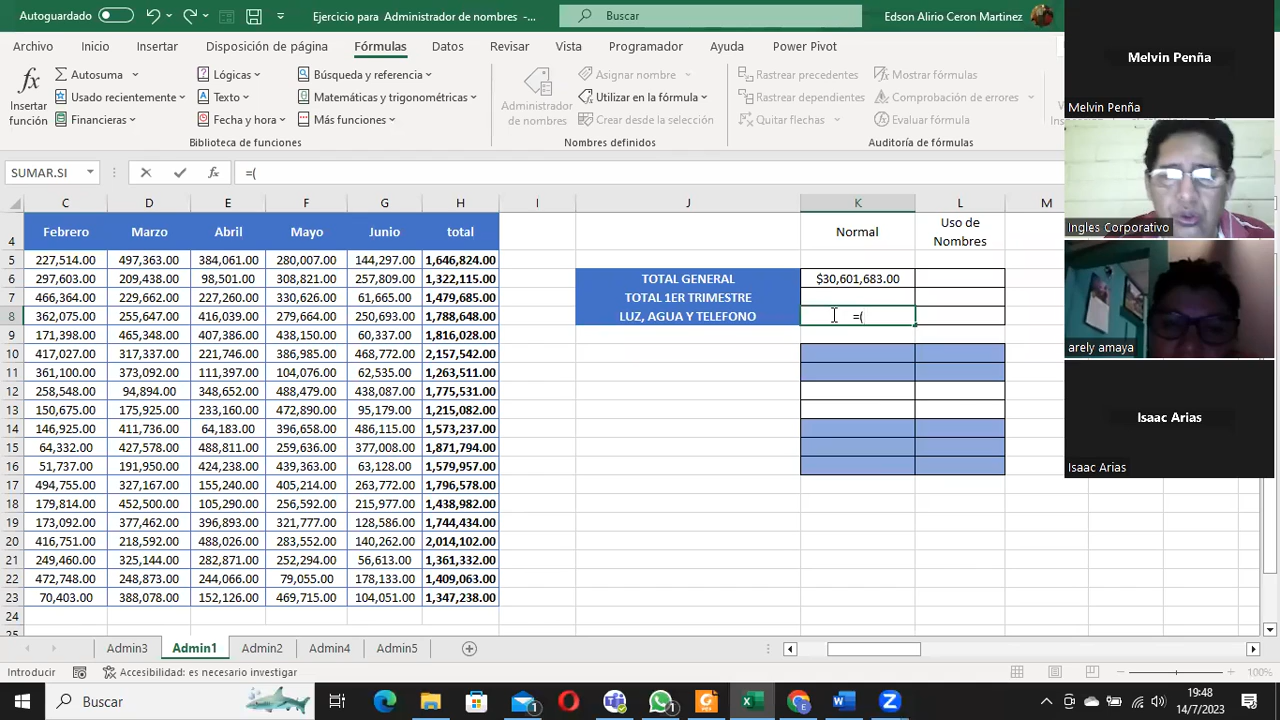 Autoguardado
Ejercicio para Administrador de nombres -...
Buscar
Edson Alirio Ceron Martinez
Archivo Inicio Insertar Disposición de página Fórmulas Datos Revisar Vista Programador Ayuda Power Pivot
Insertar función
Autosuma
Usado recientemente
Financieras
Lógicas
Texto
Fecha y hora
Búsqueda y referencia
Matemáticas y trigonométricas
Más funciones
Biblioteca de funciones
Administrador de nombres
Asignar nombre
Utilizar en la fórmula
Crear desde la selección
Nombres definidos
Rastrear precedentes
Rastrear dependientes
Quitar flechas
Mostrar fórmulas
Comprobación de errores
Evaluar fórmula
Auditoría de fórmulas
SUMAR.SI
fx
=(
C D E F G H I J K L M
4 Febrero Marzo Abril Mayo Junio total Normal Uso de Nombres
5 227,514.00 497,363.00 384,061.00 280,007.00 144,297.00 1,646,824.00
6 297,603.00 209,438.00 98,501.00 308,821.00 257,809.00 1,322,115.00 TOTAL GENERAL $30,601,683.00
7 466,364.00 229,662.00 227,260.00 330,626.00 61,665.00 1,479,685.00 TOTAL 1ER TRIMESTRE
8 362,075.00 255,647.00 416,039.00 279,664.00 250,693.00 1,788,648.00 LUZ, AGUA Y TELEFONO =(
9 171,398.00 465,348.00 407,386.00 438,150.00 60,337.00 1,816,028.00
10 417,027.00 317,337.00 221,746.00 386,985.00 468,772.00 2,157,542.00
11 361,100.00 373,092.00 111,397.00 104,076.00 62,535.00 1,263,511.00
12 258,548.00 94,894.00 348,652.00 488,479.00 438,087.00 1,775,531.00
13 150,675.00 175,925.00 233,160.00 472,890.00 95,179.00 1,215,082.00
14 146,925.00 411,736.00 64,183.00 396,658.00 486,115.00 1,573,237.00
15 64,332.00 427,578.00 488,811.00 259,636.00 377,008.00 1,871,794.00
16 51,737.00 191,950.00 424,238.00 439,363.00 63,128.00 1,579,957.00
17 494,755.00 327,167.00 155,240.00 405,214.00 263,772.00 1,796,578.00
18 179,814.00 452,500.00 105,290.00 256,592.00 215,977.00 1,438,982.00
19 173,092.00 377,462.00 396,893.00 321,777.00 128,586.00 1,744,434.00
20 416,751.00 218,592.00 488,026.00 283,552.00 140,262.00 2,014,102.00
21 249,460.00 325,144.00 282,871.00 252,294.00 56,613.00 1,361,332.00
22 472,748.00 248,873.00 244,066.00 79,055.00 178,133.00 1,409,063.00
23 70,403.00 388,078.00 152,126.00 469,715.00 104,051.00 1,347,238.00
24
25
Admin3 Admin1 Admin2 Admin4 Admin5
Introducir
Accesibilidad: es necesario investigar
Buscar
19:48
14/7/2023
Melvin Penña
Melvin Penña
Ingles Corporativo
arely amaya
Isaac Arias
Isaac Arias